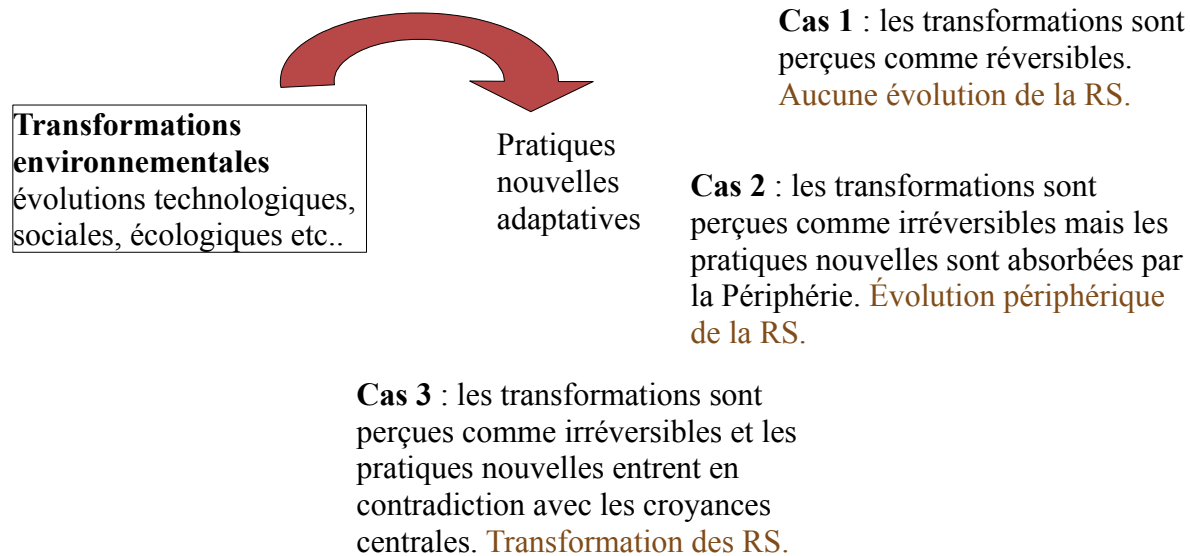 Transformations
environnementales
évolutions technologiques,
sociales, écologiques etc..
Pratiques
nouvelles
adaptatives
Cas 1 : les transformations sont
perçues comme réversibles.
Aucune évolution de la RS.
Cas 2 : les transformations sont
perçues comme irréversibles mais les
pratiques nouvelles sont absorbées par
la Périphérie. Évolution périphérique
de la RS.
Cas 3 : les transformations sont
perçues comme irréversibles et les
pratiques nouvelles entrent en
contradiction avec les croyances
centrales. Transformation des RS.